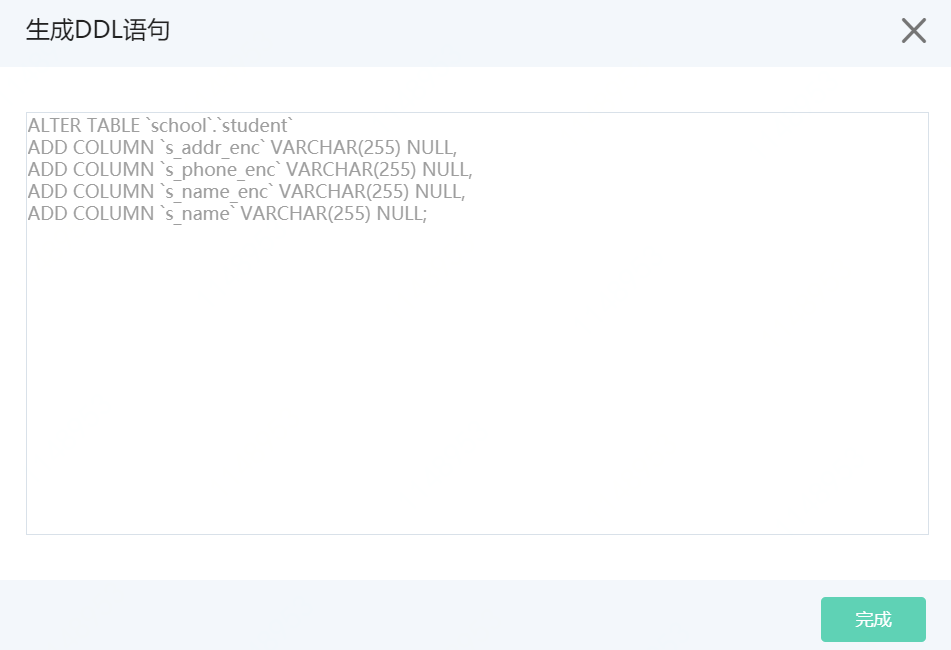 生成DDL语句
ALTER TABLE `school`.`student`
ADD COLUMN `s_addr_enc` VARCHAR(255) NULL,
ADD COLUMN `s_phone_enc` VARCHAR(255) NULL,
ADD COLUMN `s_name_enc` VARCHAR(255) NULL,
ADD COLUMN `s_name` VARCHAR(255) NULL;
完成